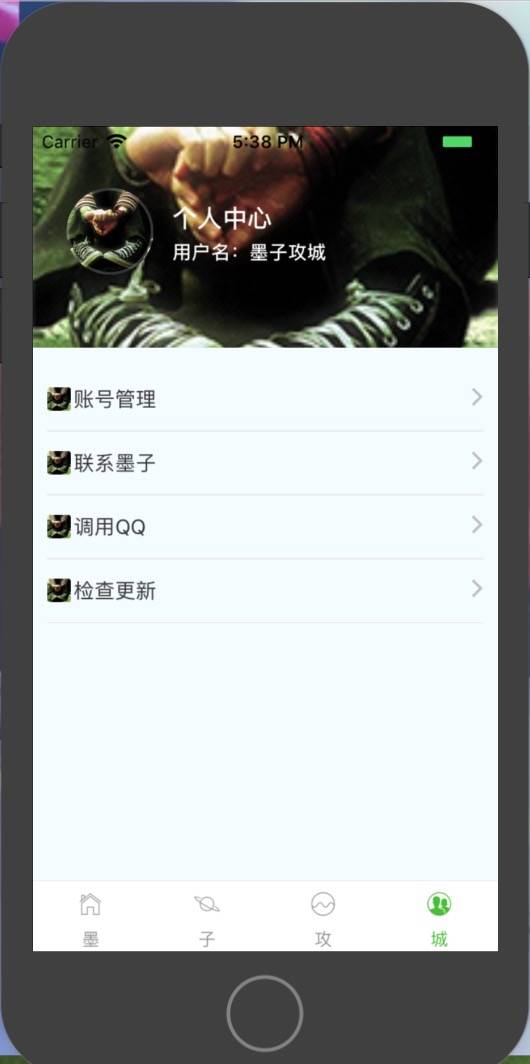 Carrier 5:38 PM
个人中心
用户名：墨子攻城
账号管理
联系墨子
调用QQ
检查更新
墨 子 攻 城